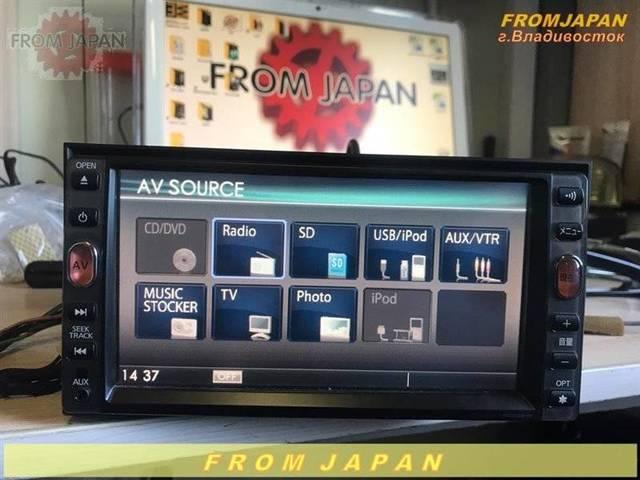 FROM JAPAN
FROMJAPAN
г.Владивосток
FROM JAPAN
OPEN
AV SOURCE
CD/DVD
Radio
SD
USB/iPod
AUX/VTR
SD
メニュー
AV
MUSIC
STOCKER
TV
Photo
iPod
SEEK
TRACK
音量
14 37
OFF
AUX
OPT
FROM JAPAN